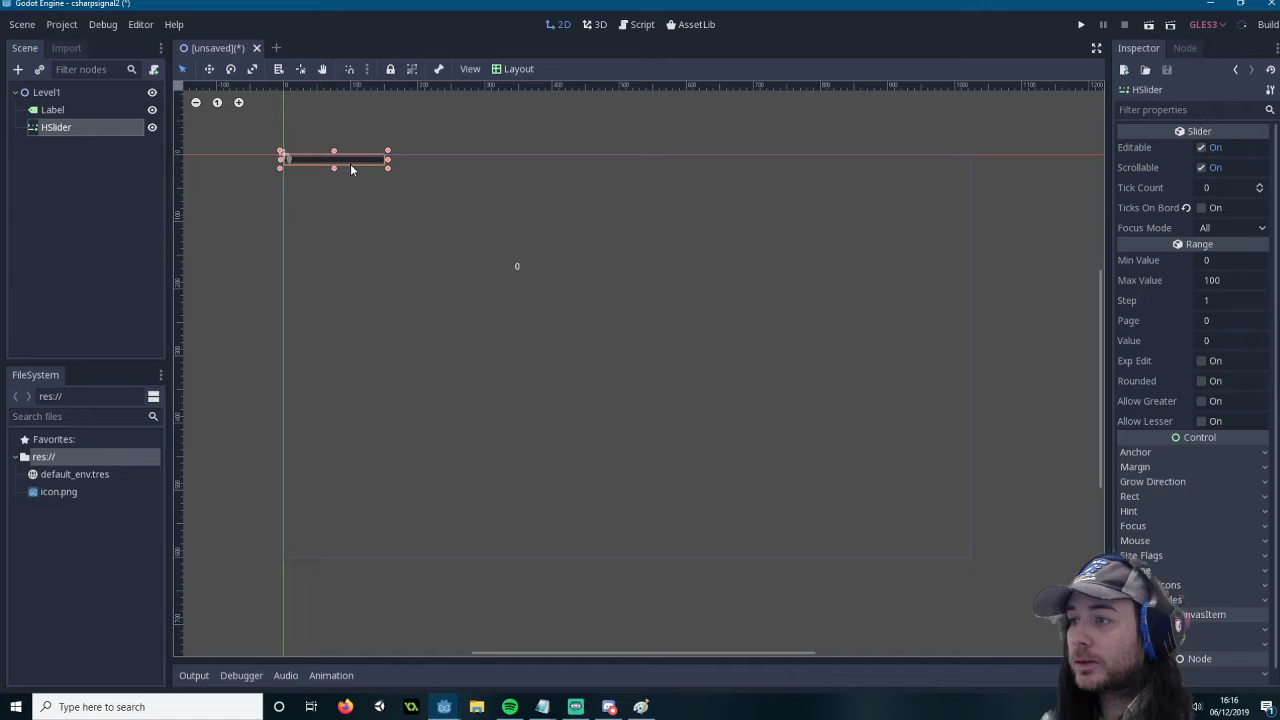 Godot Engine - csharpsignal2 (*)
Scene Project Debug Editor Help
2D 3D Script AssetLib
GLES3 Build
Scene Import
[unsaved](*)
Inspector Node
Filter nodes
View Layout
Level1
Label
HSlider
HSlider
Filter properties
Slider
Editable On
Scrollable On
Tick Count 0
Ticks On Bord On
Focus Mode All
Range
Min Value 0
Max Value 100
Step 1
Page 0
Value 0
Exp Edit On
Rounded On
Allow Greater On
Allow Lesser On
Control
Anchor
Margin
Grow Direction
Rect
Hint
Focus
Mouse
Size Flags
Node
0
FileSystem
res://
Search files
Favorites:
res://
default_env.tres
icon.png
Output Debugger Audio Animation
Type here to search
16:16
06/12/2019